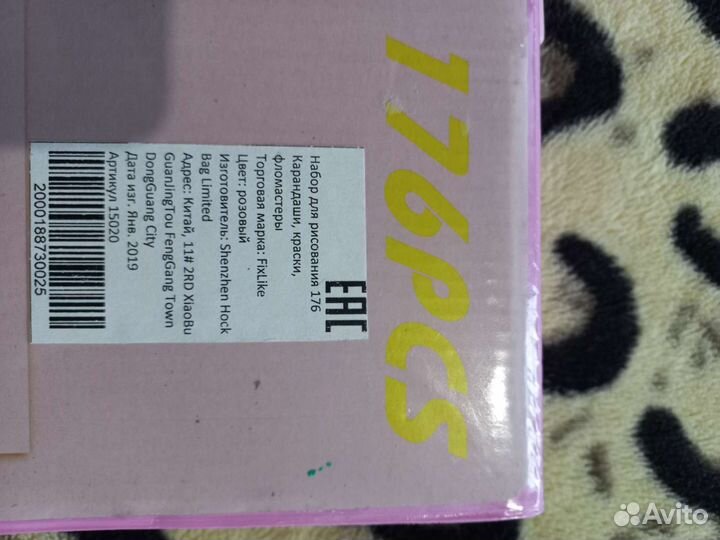 176PCS
Набор для рисования 176
Карандаши, краски,
фломастеры
Торговая марка: FixLike
Цвет: розовый
Изготовитель: Shenzhen Hock
Bag Limited
Адрес: Китай, 11# 2RD XiaoBu
GuanJingTou FengGang Town
DongGuang City
Дата изг. Янв. 2019
Артикул 15020
EAC
2000188730025
Avito